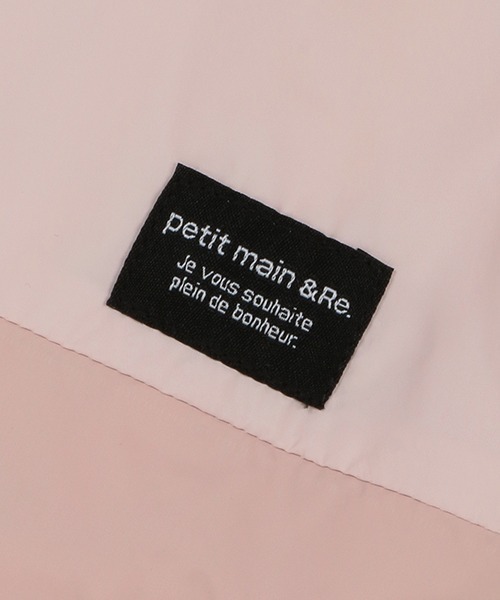 petit main &Re.
Je vous souhaite
plein de bonheur.